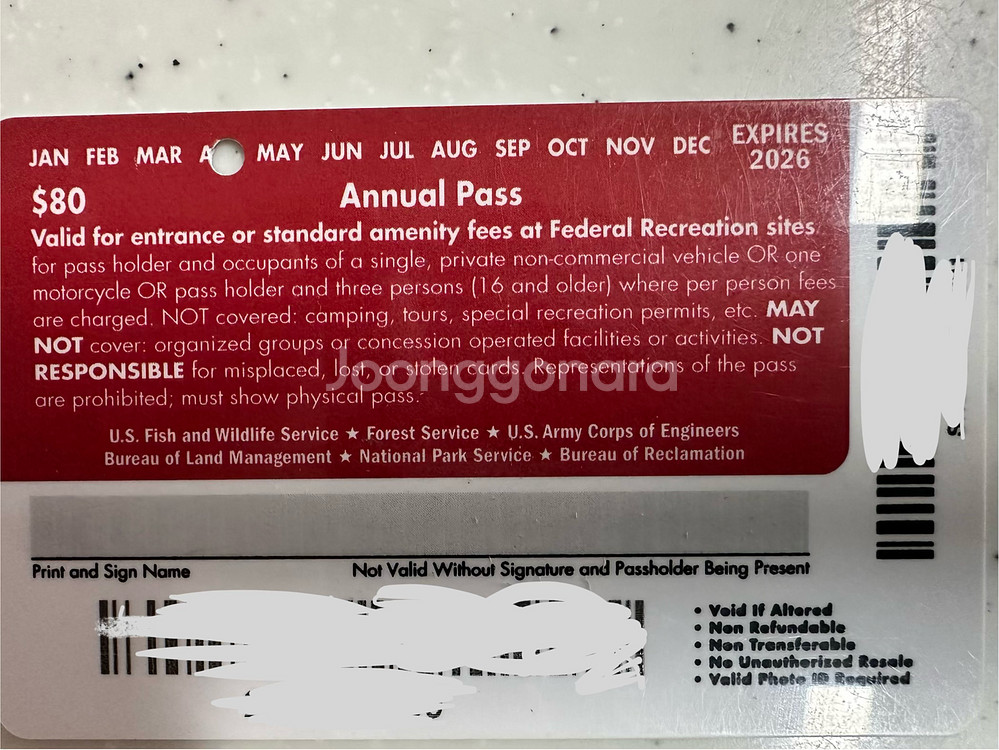 JAN FEB MAR A MAY JUN JUL AUG SEP OCT NOV DEC EXPIRES 2026
$80 Annual Pass
Valid for entrance or standard amenity fees at Federal Recreation sites
for pass holder and occupants of a single, private non-commercial vehicle OR one
motorcycle OR pass holder and three persons (16 and older) where per person fees
are charged. NOT covered: camping, tours, special recreation permits, etc. MAY
NOT cover: organized groups or concession operated facilities or activities. NOT
RESPONSIBLE for misplaced, lost, or stolen cards. Representations of the pass
are prohibited; must show physical pass.
Joonggonara
U.S. Fish and Wildlife Service ★ Forest Service ★ U.S. Army Corps of Engineers
Bureau of Land Management ★ National Park Service ★ Bureau of Reclamation
Print and Sign Name Not Valid Without Signature and Passholder Being Present
• Void If Altered
• Non Refundable
• Non Transferable
• No Unauthorized Resale
• Valid Photo ID Required